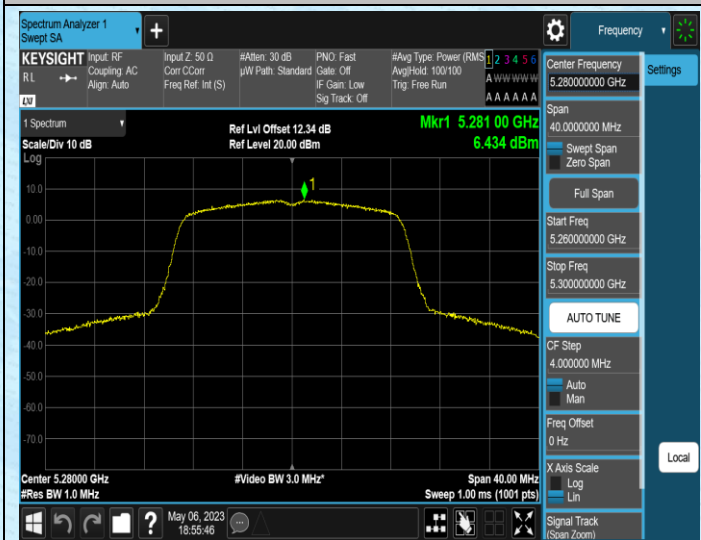 Spectrum Analyzer 1
Swept SA
+
Frequency
KEYSIGHT
RL
LXI
Input: RF
Coupling: AC
Align: Auto
Input Z: 50 Ω
Corr CCorr
Freq Ref: Int (S)
#Atten: 30 dB
µW Path: Standard
PNO: Fast
Gate: Off
IF Gain: Low
Sig Track: Off
#Avg Type: Power (RMS
Avg|Hold: 100/100
Trig: Free Run
1 2 3 4 5 6
A W W W W W
A A A A A A
1 Spectrum
Scale/Div 10 dB
Log
Ref Lvl Offset 12.34 dB
Ref Level 20.00 dBm
Mkr1 5.281 00 GHz
6.434 dBm
1
10.0
0.00
-10.0
-20.0
-30.0
-40.0
-50.0
-60.0
-70.0
Center 5.28000 GHz
#Res BW 1.0 MHz
#Video BW 3.0 MHz*
Span 40.00 MHz
Sweep 1.00 ms (1001 pts)
?
May 06, 2023
18:55:46
Center Frequency
5.280000000 GHz
Settings
Span
40.0000000 MHz
Swept Span
Zero Span
Full Span
Start Freq
5.260000000 GHz
Stop Freq
5.300000000 GHz
AUTO TUNE
CF Step
4.000000 MHz
Auto
Man
Freq Offset
0 Hz
X Axis Scale
Log
Lin
Local
Signal Track
(Span Zoom)